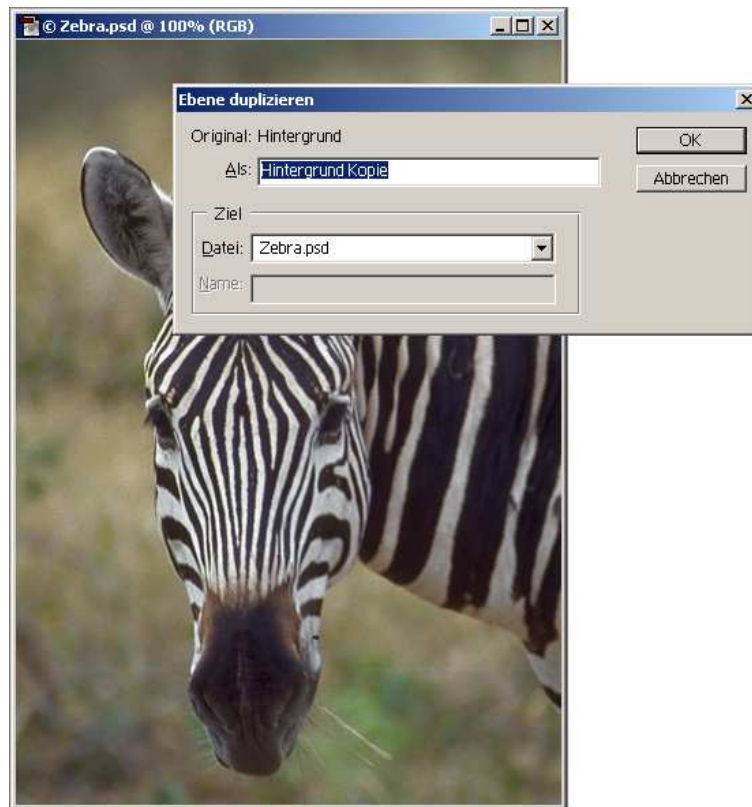 © Zebra.psd @ 100% (RGB)
Ebene duplizieren
Original: Hintergrund
OK
Als: Hintergrund Kopie
Abbrechen
Ziel
Datei: Zebra.psd
Name: